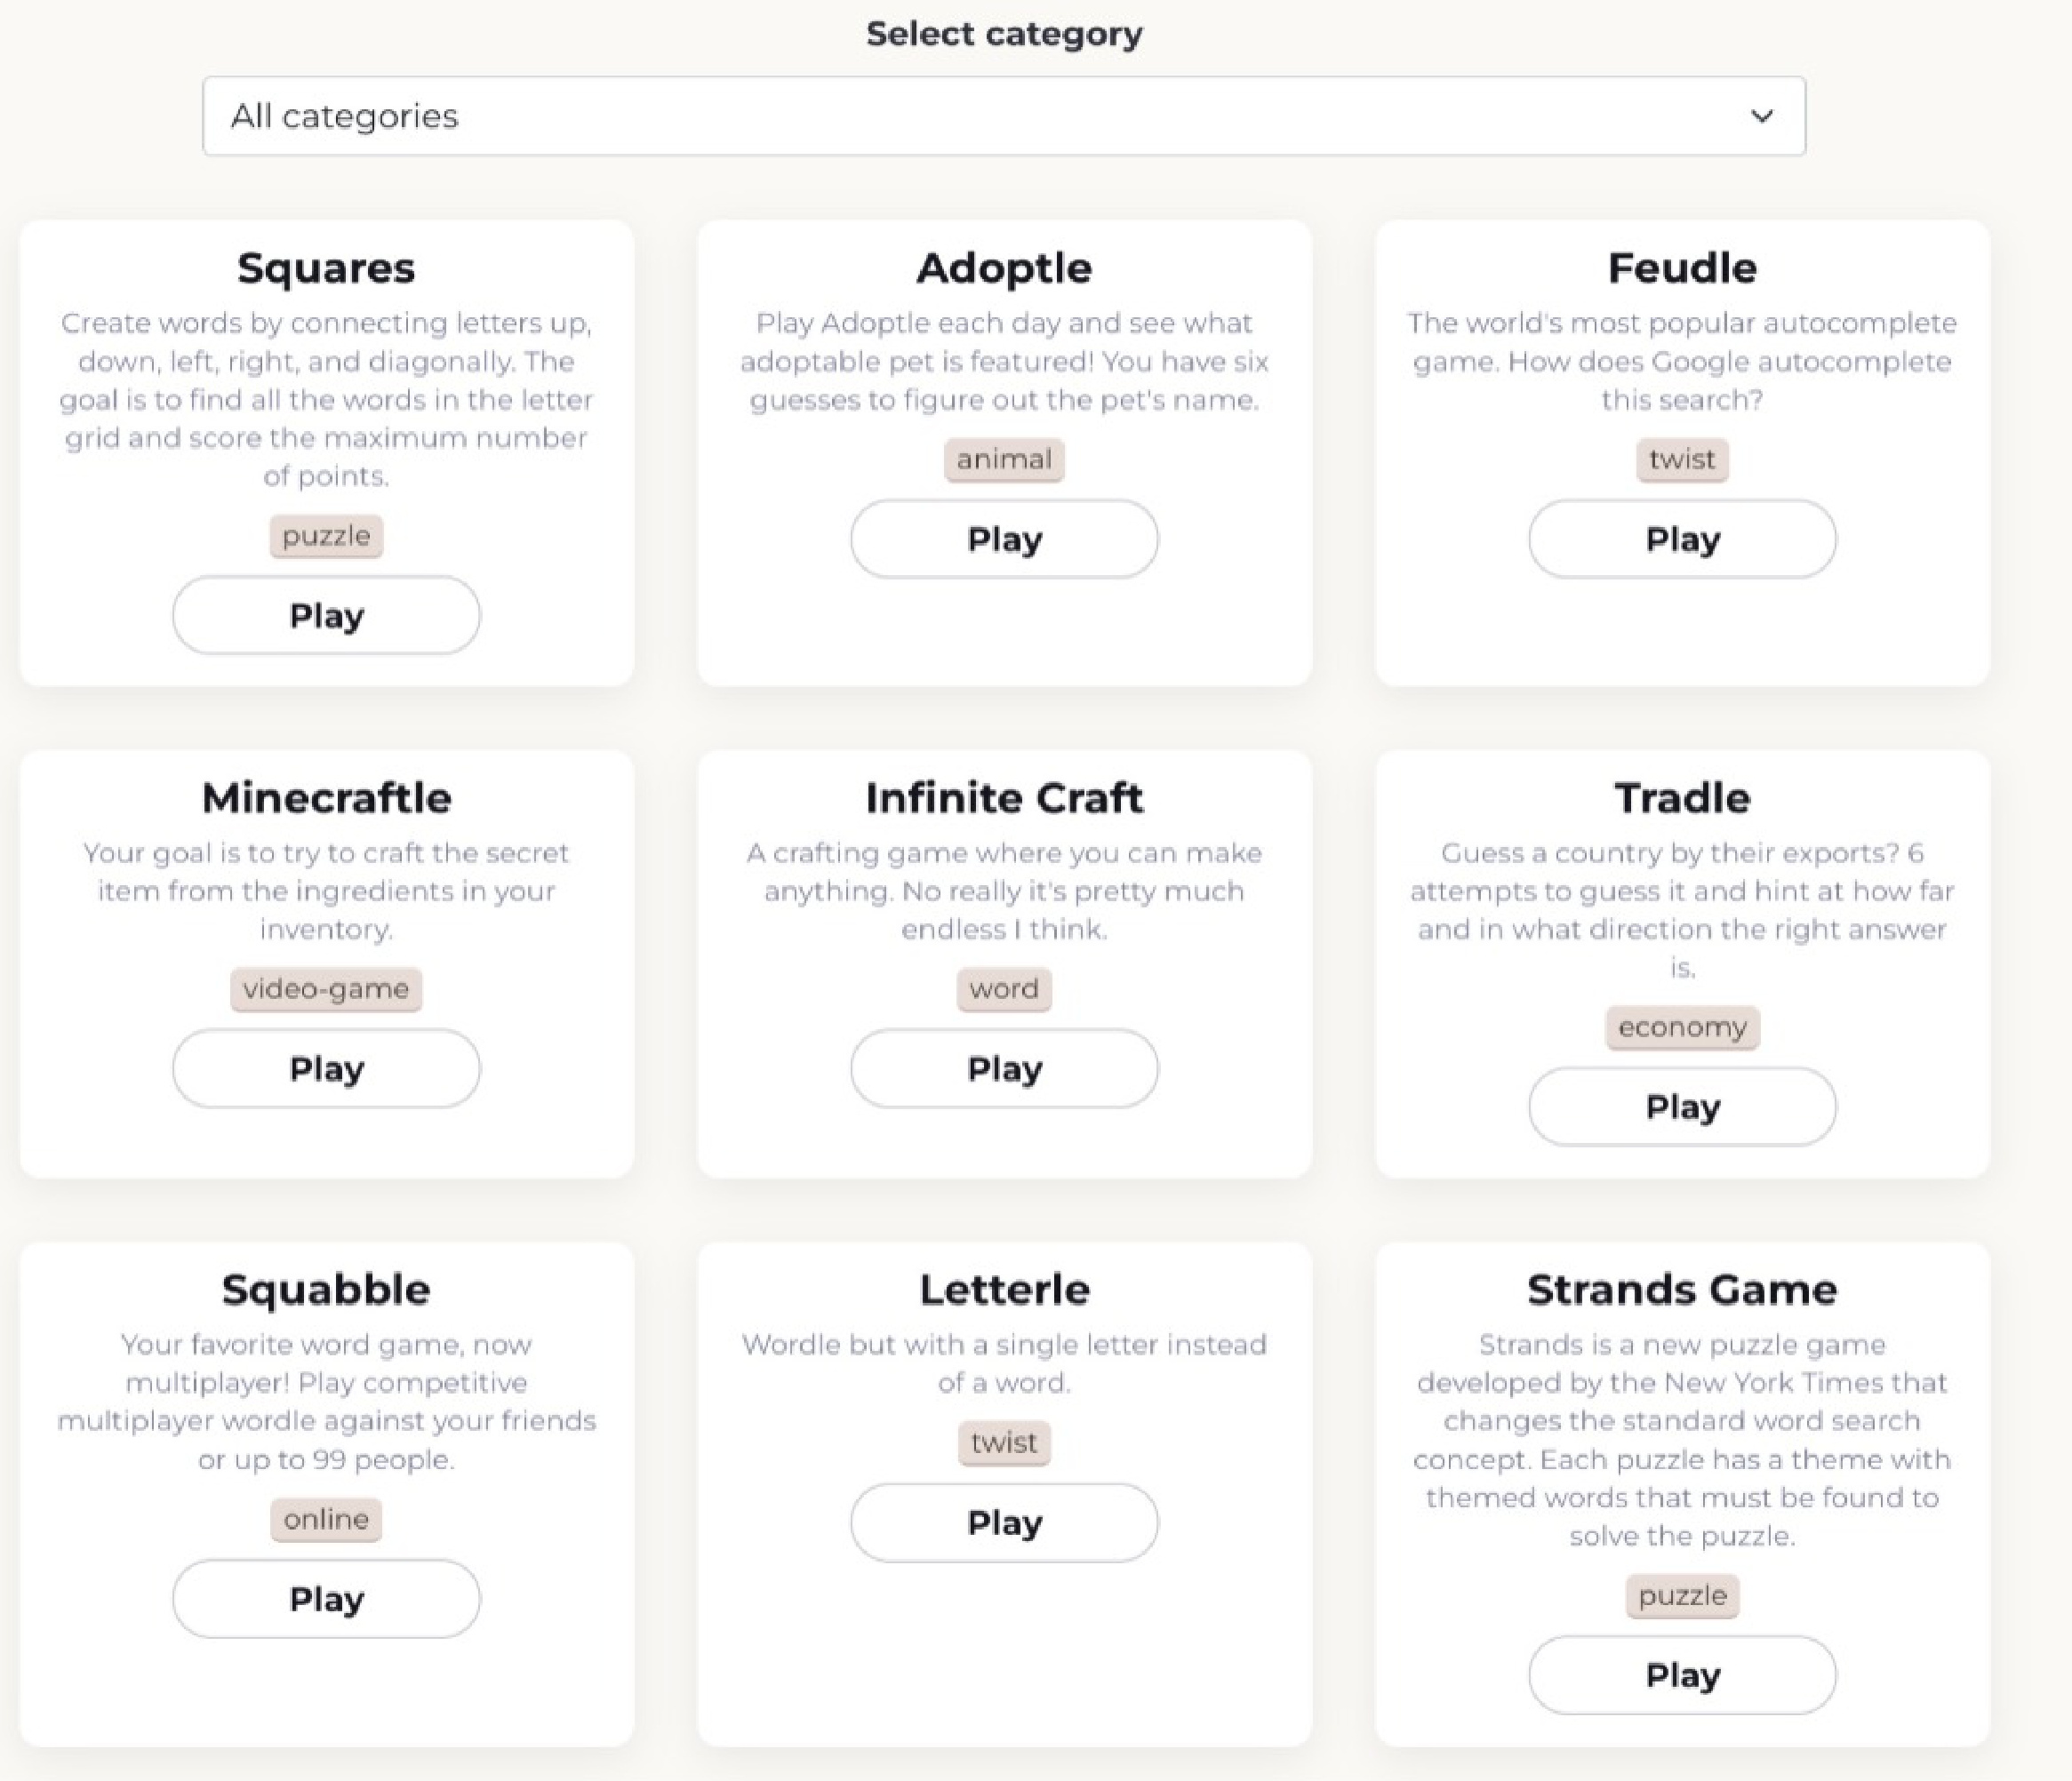 Select category
All categories
Squares
Create words by connecting letters up,
down, left, right, and diagonally. The
goal is to find all the words in the letter
grid and score the maximum number
of points.
puzzle
Play
Adoptle
Play Adoptle each day and see what
adoptable pet is featured! You have six
guesses to figure out the pet's name.
animal
Play
Feudle
The world's most popular autocomplete
game. How does Google autocomplete
this search?
twist
Play
Minecraftle
Your goal is to try to craft the secret
item from the ingredients in your
inventory.
video-game
Play
Infinite Craft
A crafting game where you can make
anything. No really it's pretty much
endless I think.
word
Play
Tradle
Guess a country by their exports? 6
attempts to guess it and hint at how far
and in what direction the right answer
is.
economy
Play
Squabble
Your favorite word game, now
multiplayer! Play competitive
multiplayer wordle against your friends
or up to 99 people.
online
Play
Letterle
Wordle but with a single letter instead
of a word.
twist
Play
Strands Game
Strands is a new puzzle game
developed by the New York Times that
changes the standard word search
concept. Each puzzle has a theme with
themed words that must be found to
solve the puzzle.
puzzle
Play